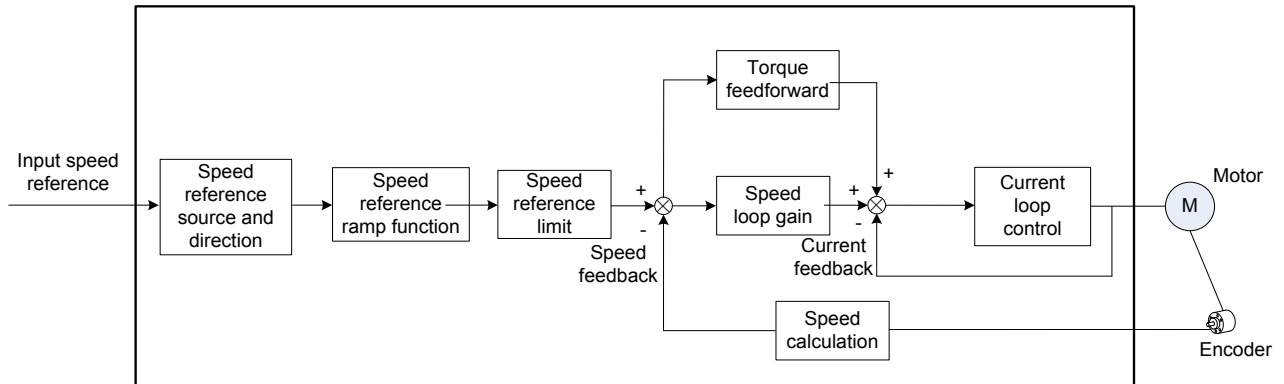 Input speed
reference
Speed
reference
source and
direction
Speed
reference
ramp function
Speed
reference
limit
+
-
Speed
feedback
Torque
feedforward
Speed
loop gain
+
+
-
Current
feedback
Current
loop
control
Speed
calculation
Motor
M
Encoder